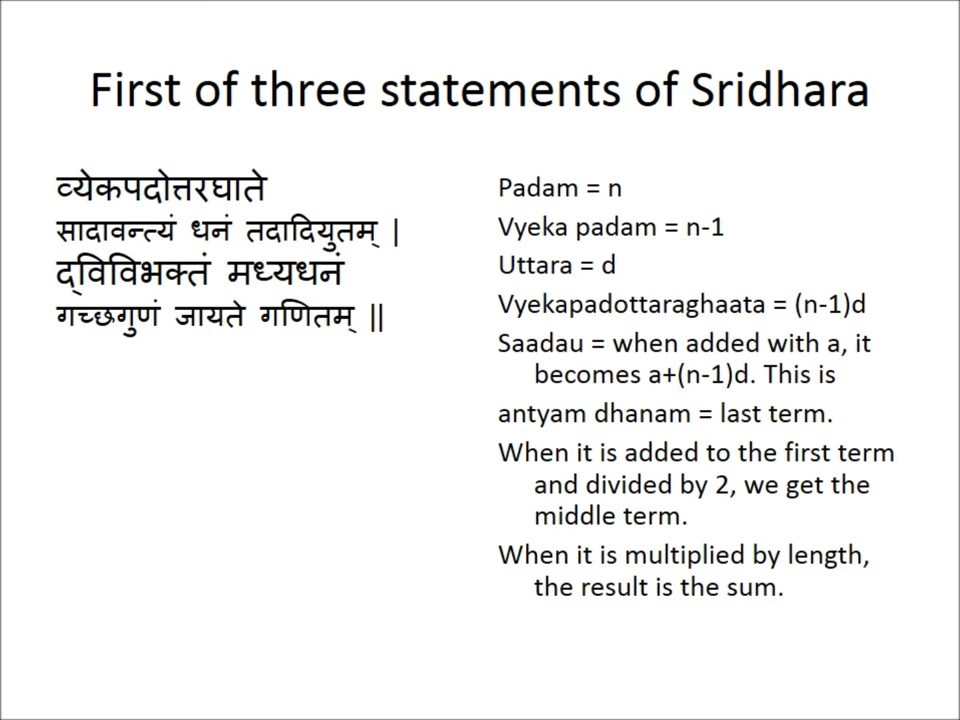 First of three statements of Sridhara
व्येकपदोत्तरघाते
सादावन्त्यं धनं तदादियुतम् |
द्विविभक्तं मध्यधनं
गच्छगुणं जायते गणितम् ||
Padam = n
Vyeka padam = n-1
Uttara = d
Vyekapadottaraghaata = (n-1)d
Saadau = when added with a, it
becomes a+(n-1)d. This is
antyam dhanam = last term.
When it is added to the first term
and divided by 2, we get the
middle term.
When it is multiplied by length,
the result is the sum.